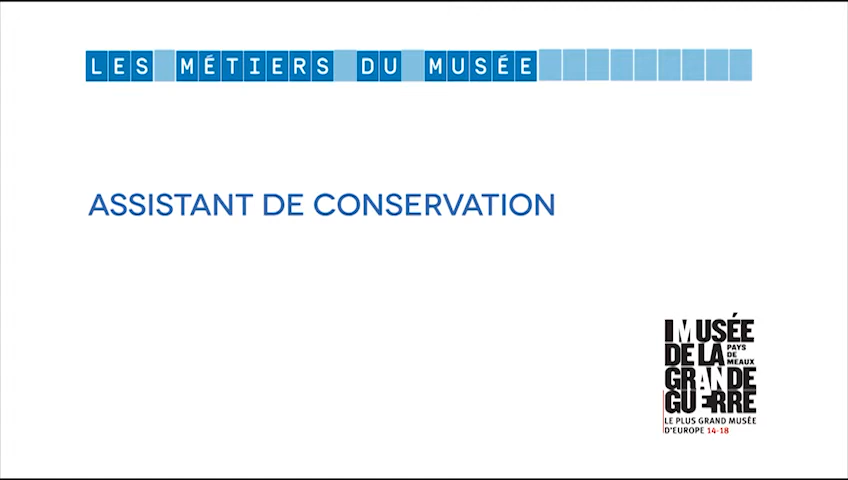 LES MÉTIERS DU MUSÉE
ASSISTANT DE CONSERVATION
MUSÉE
DE LA PAYS DE MEAUX
GRANDE
GUERRE
LE PLUS GRAND MUSÉE
D'EUROPE 14-18